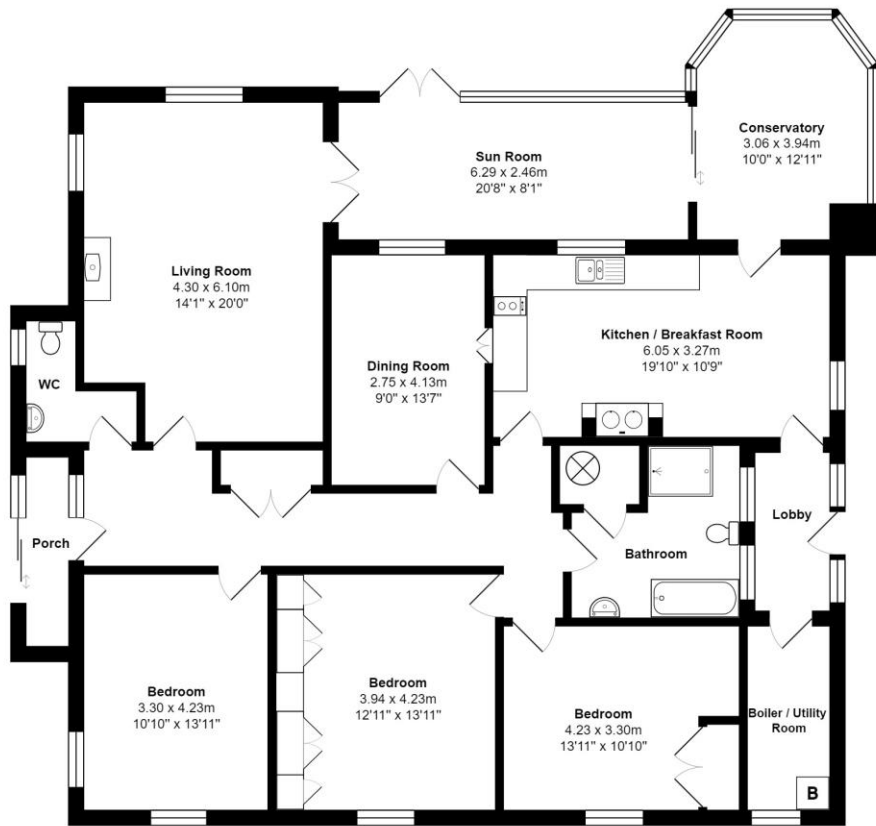 Conservatory
3.06 x 3.94m
10'0" x 12'11"
Sun Room
6.29 x 2.46m
20'8" x 8'1"
Living Room
4.30 x 6.10m
14'1" x 20'0"
Kitchen / Breakfast Room
6.05 x 3.27m
19'10" x 10'9"
Dining Room
2.75 x 4.13m
9'0" x 13'7"
WC
Porch
Lobby
Bathroom
Bedroom
3.30 x 4.23m
10'10" x 13'11"
Bedroom
3.94 x 4.23m
12'11" x 13'11"
Bedroom
4.23 x 3.30m
13'11" x 10'10"
Boiler / Utility
Room
B